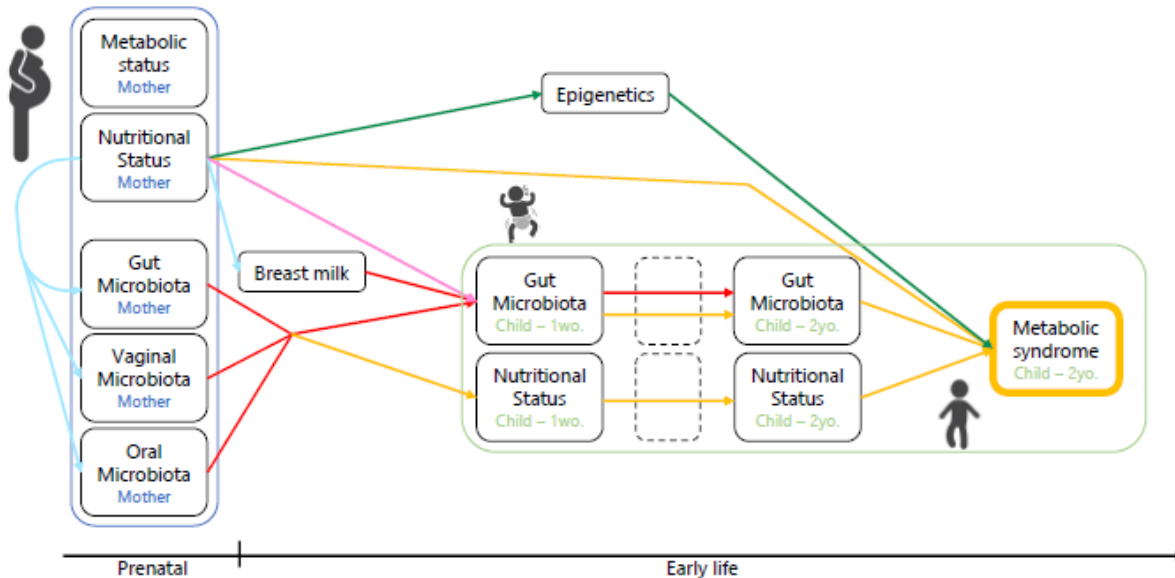 Metabolic
status
Mother
Nutritional
Status
Mother
Gut
Microbiota
Mother
Vaginal
Microbiota
Mother
Oral
Microbiota
Mother
Epigenetics
Breast milk
Gut
Microbiota
Child – 1wo.
Gut
Microbiota
Child – 2yo.
Nutritional
Status
Child – 1wo.
Nutritional
Status
Child – 2yo.
Metabolic
syndrome
Child – 2yo.
Prenatal
Early life